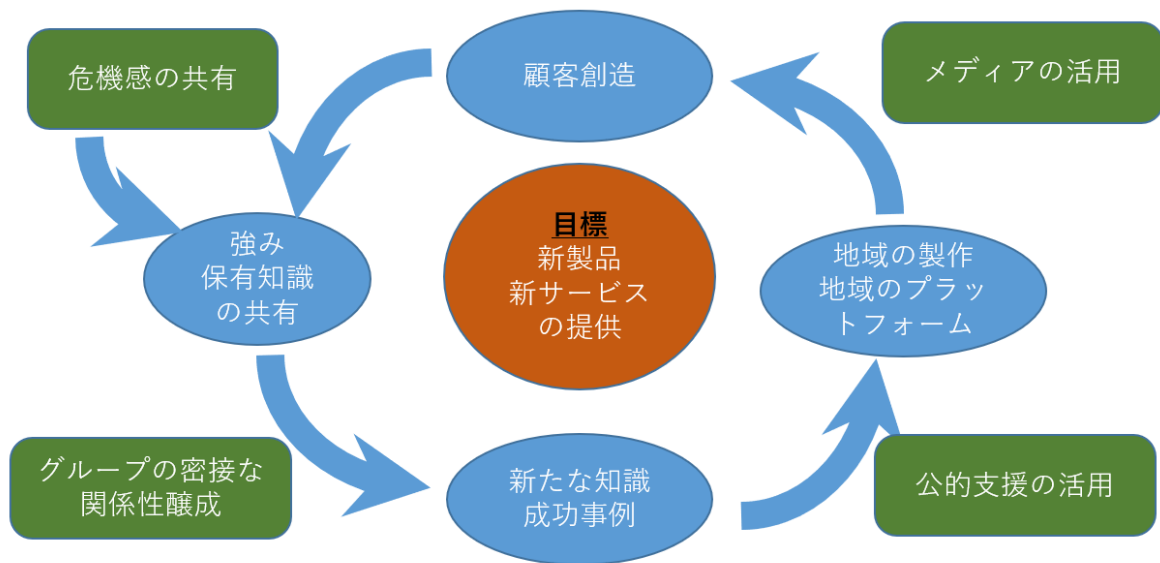 危機感の共有
顧客創造
メディアの活用
強み
保有知識
の共有
目標
新製品
新サービス
の提供
地域の製作
地域のプラッ
トフォーム
グループの密接な
関係性醸成
新たな知識
成功事例
公的支援の活用